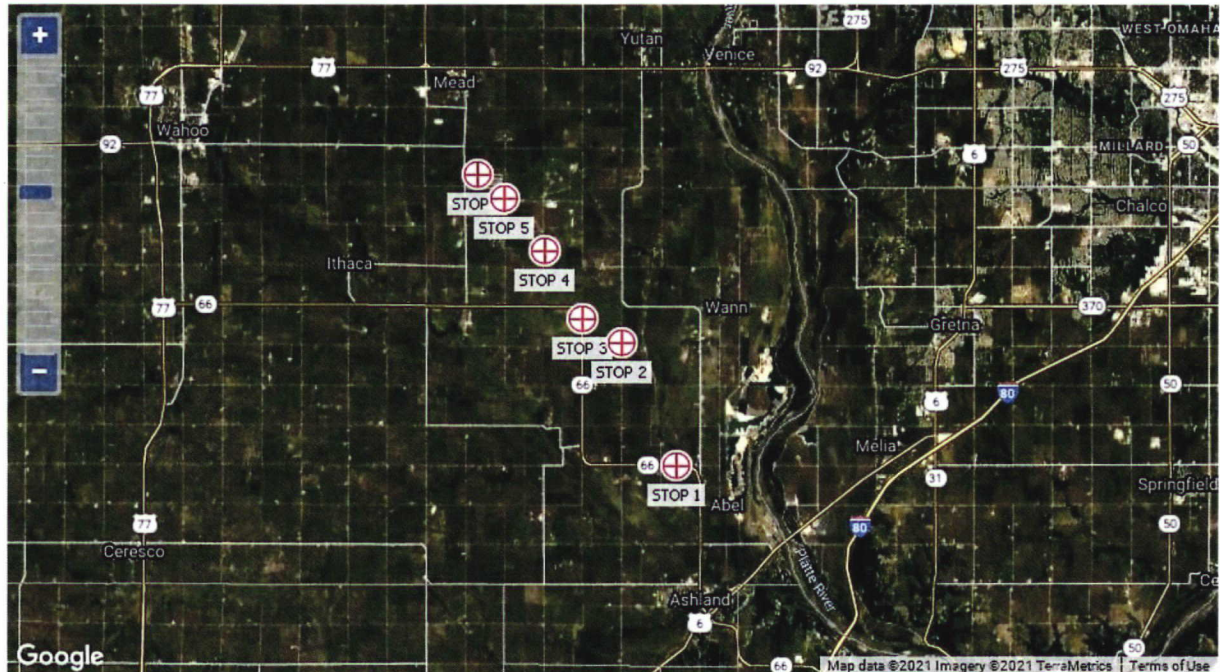 275
WEST OMAHA
Yutan
Venice
77
92
275
Mead
77
275
Wahoo
92
50
MILLARD
6
STOP
STOP 5
Chalco
STOP 4
Ithaca
77
66
Wann
370
Gretna
STOP 3
STOP 2
66
50
80
6
Melia
66
STOP 1
31
Springfield
Abel
77
80
50
Ceresco
Platte River
Ashland
6
Ce
50
66
Google
Map data ©2021 Imagery ©2021 TerraMetrics
Terms of Use